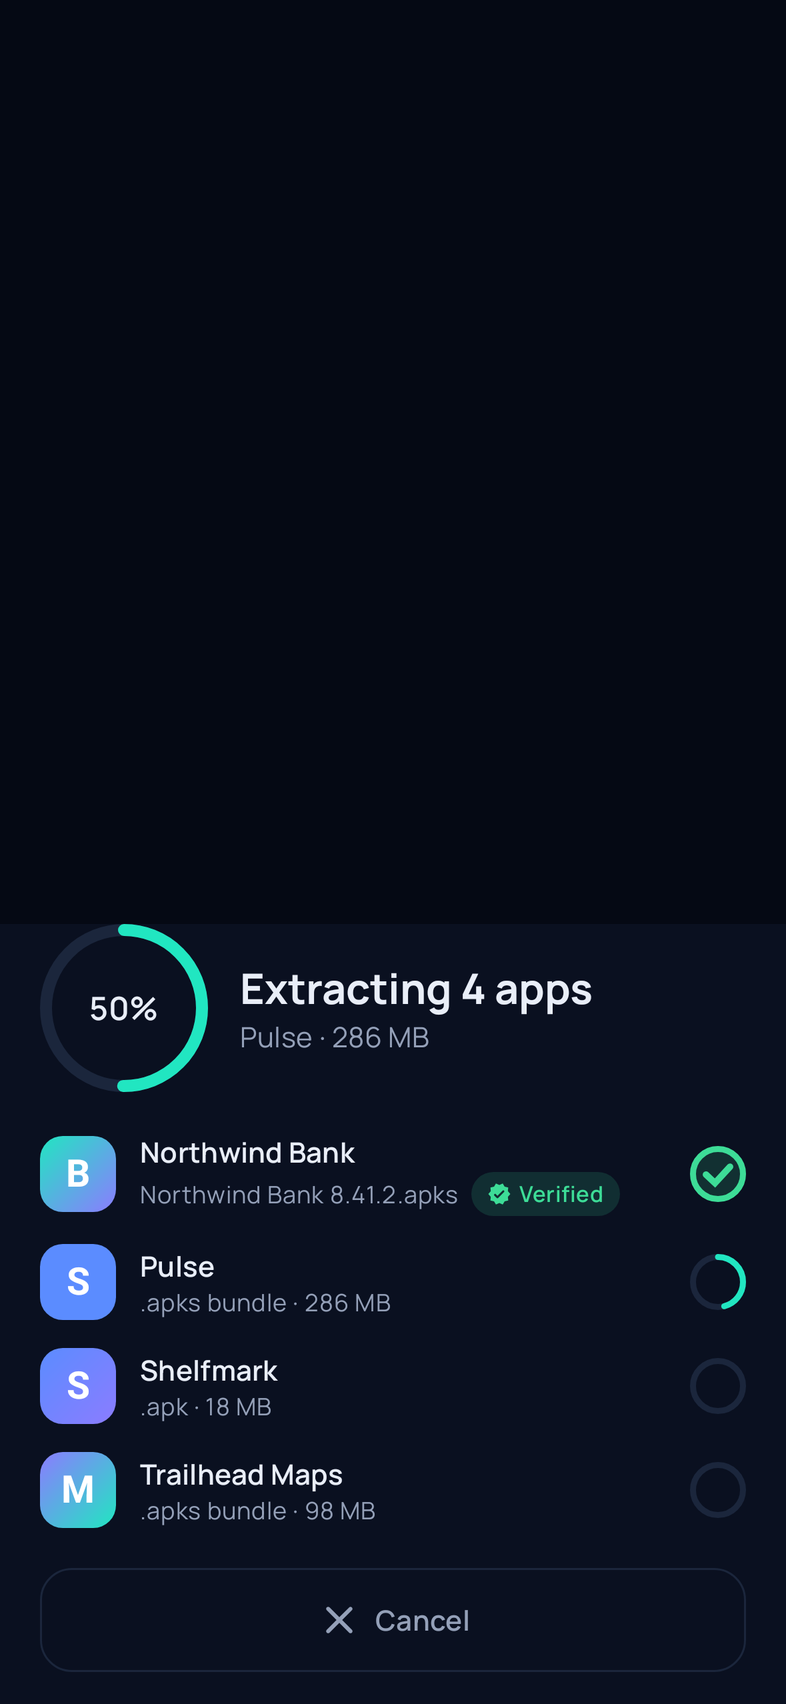 50%
Extracting 4 apps
Pulse · 286 MB
B
Northwind Bank
Northwind Bank 8.41.2.apks
Verified
S
Pulse
.apks bundle · 286 MB
S
Shelfmark
.apk · 18 MB
M
Trailhead Maps
.apks bundle · 98 MB
Cancel